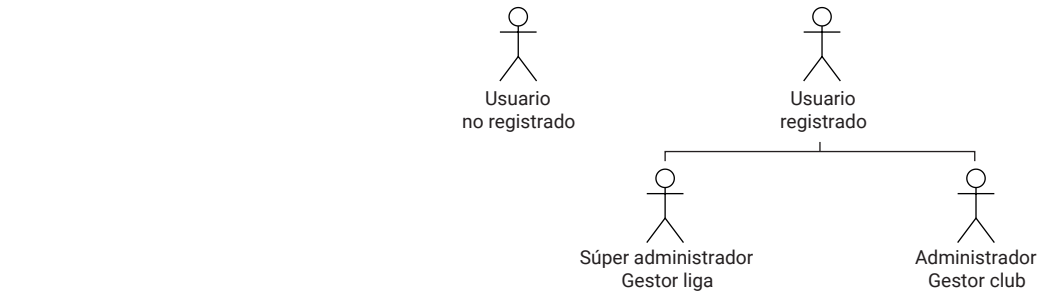 Usuario
no registrado
Usuario
registrado
Súper administrador
Gestor liga
Administrador
Gestor club